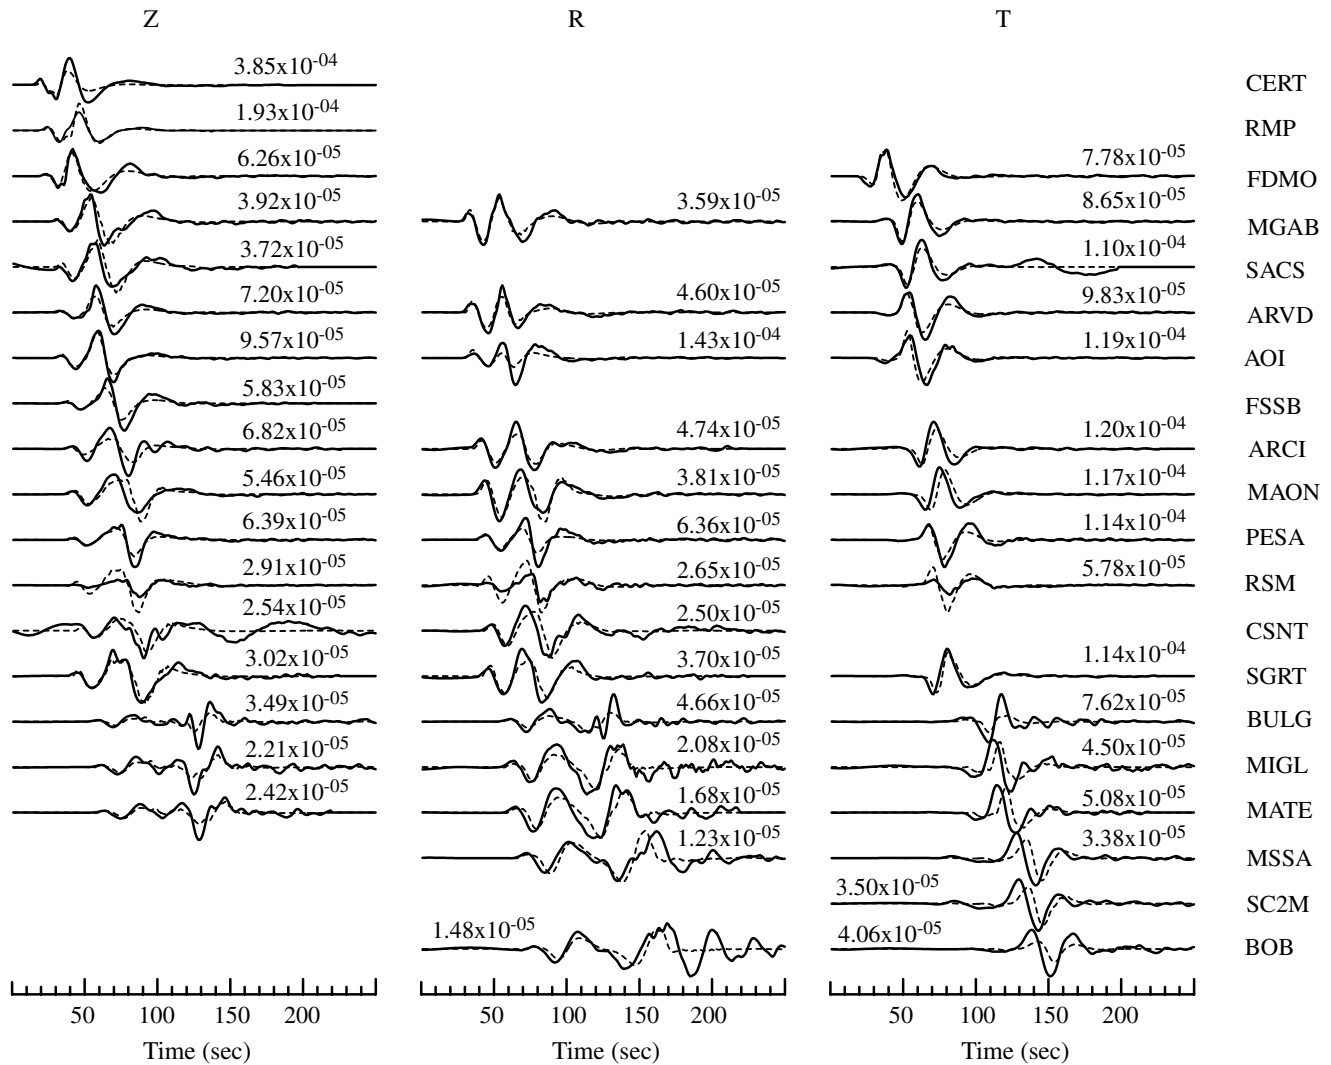 Z R T
3.85x10-04 CERT
1.93x10-04 RMP
6.26x10-05 7.78x10-05 FDMO
3.92x10-05 3.59x10-05 8.65x10-05 MGAB
3.72x10-05 1.10x10-04 SACS
7.20x10-05 4.60x10-05 9.83x10-05 ARVD
9.57x10-05 1.43x10-04 1.19x10-04 AOI
5.83x10-05 FSSB
6.82x10-05 4.74x10-05 1.20x10-04 ARCI
5.46x10-05 3.81x10-05 1.17x10-04 MAON
6.39x10-05 6.36x10-05 1.14x10-04 PESA
2.91x10-05 2.65x10-05 5.78x10-05 RSM
2.54x10-05 2.50x10-05 CSNT
3.02x10-05 3.70x10-05 1.14x10-04 SGRT
3.49x10-05 4.66x10-05 7.62x10-05 BULG
2.21x10-05 2.08x10-05 4.50x10-05 MIGL
2.42x10-05 1.68x10-05 5.08x10-05 MATE
1.23x10-05 3.38x10-05 MSSA
3.50x10-05 SC2M
1.48x10-05 4.06x10-05 BOB
50 100 150 200 50 100 150 200 50 100 150 200
Time (sec) Time (sec) Time (sec)